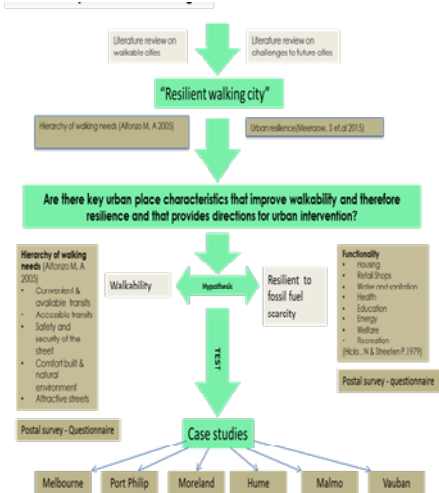 Literature review on
walkable cities
Literature review on
challenges to future cities
"Resilient walking city"
Hierarchy of walking needs (Alfonzo M, A 2005)
Urban resilience(Meeraow, S et.al 2015)
Are there key urban place characteristics that improve walkability and therefore
resilience and that provides directions for urban intervention?
Hierarchy of walking
needs (Alfonzo M, A
2005)
• Convenient &
available transits
- Accessible transits
• Safety and
security of the
street
• Comfort built &
natural
environment
• Attractive streets
Walkability
Hypothesis
Resilient to
fossil fuel
scarcity
Functionality
• Housing
• Retail Shops
• Water and sanitation
• Health
• Education
• Energy
• Welfare
- Recreation
(Hicks, N & Streeten P, 1979)
TEST
Postal survey - questionnaire
Postal survey - Questionnaire
Case studies
Melbourne
Port Philip
Moreland
Hume
Malmo
Vauban